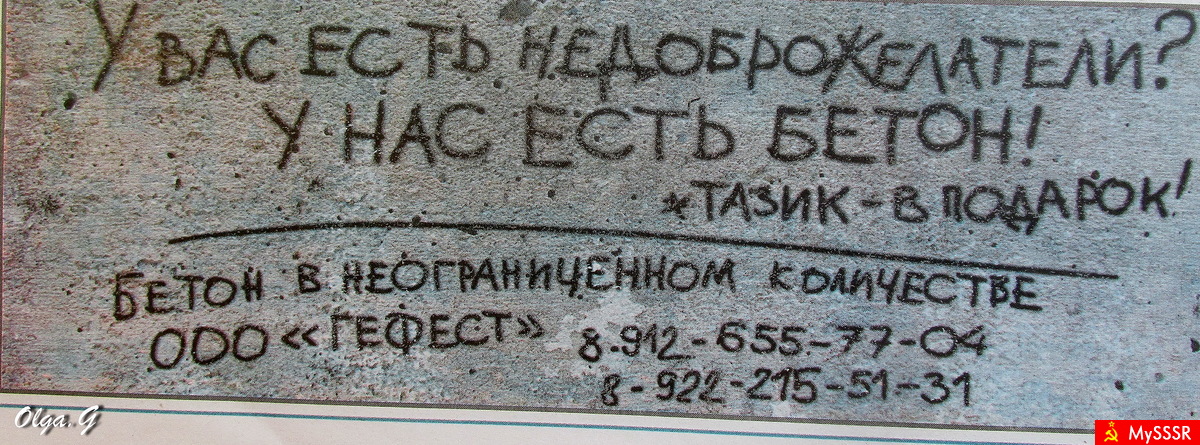 У ВАС ЕСТЬ НЕДОБРОЖЕЛАТЕЛИ?
У НАС ЕСТЬ БЕТОН!
*ТАЗИК – В ПОДАРОК!
БЕТОН В НЕОГРАНИЧЕННОМ КОЛИЧЕСТВЕ
ООО «ГЕФЕСТ» 8-912-655-77-04
8-922-215-51-31
Olga.G
MySSSR